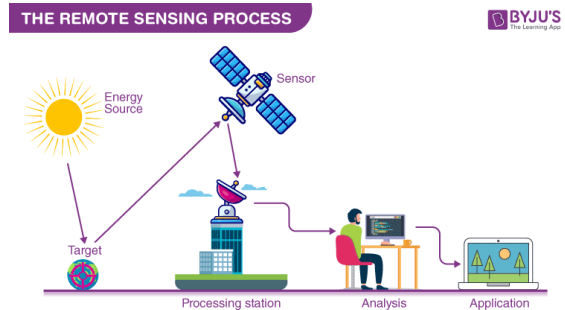 THE REMOTE SENSING PROCESS
BYJU'S
The Learning App
Sensor
Energy
Source
Target
Processing station
Analysis
Application